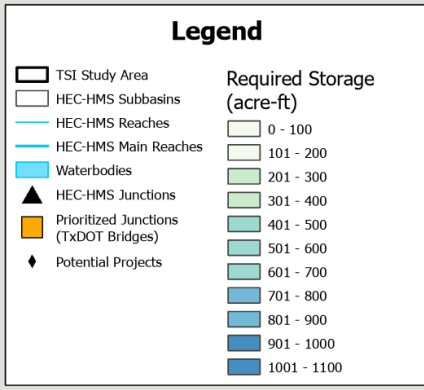 Legend
TSI Study Area
HEC-HMS Subbasins
HEC-HMS Reaches
HEC-HMS Main Reaches
Waterbodies
HEC-HMS Junctions
Prioritized Junctions
(TxDOT Bridges)
Potential Projects
Required Storage
(acre-ft)
0 - 100
101 - 200
201 - 300
301 - 400
401 - 500
501 - 600
601 - 700
701 - 800
801 - 900
901 - 1000
1001 - 1100